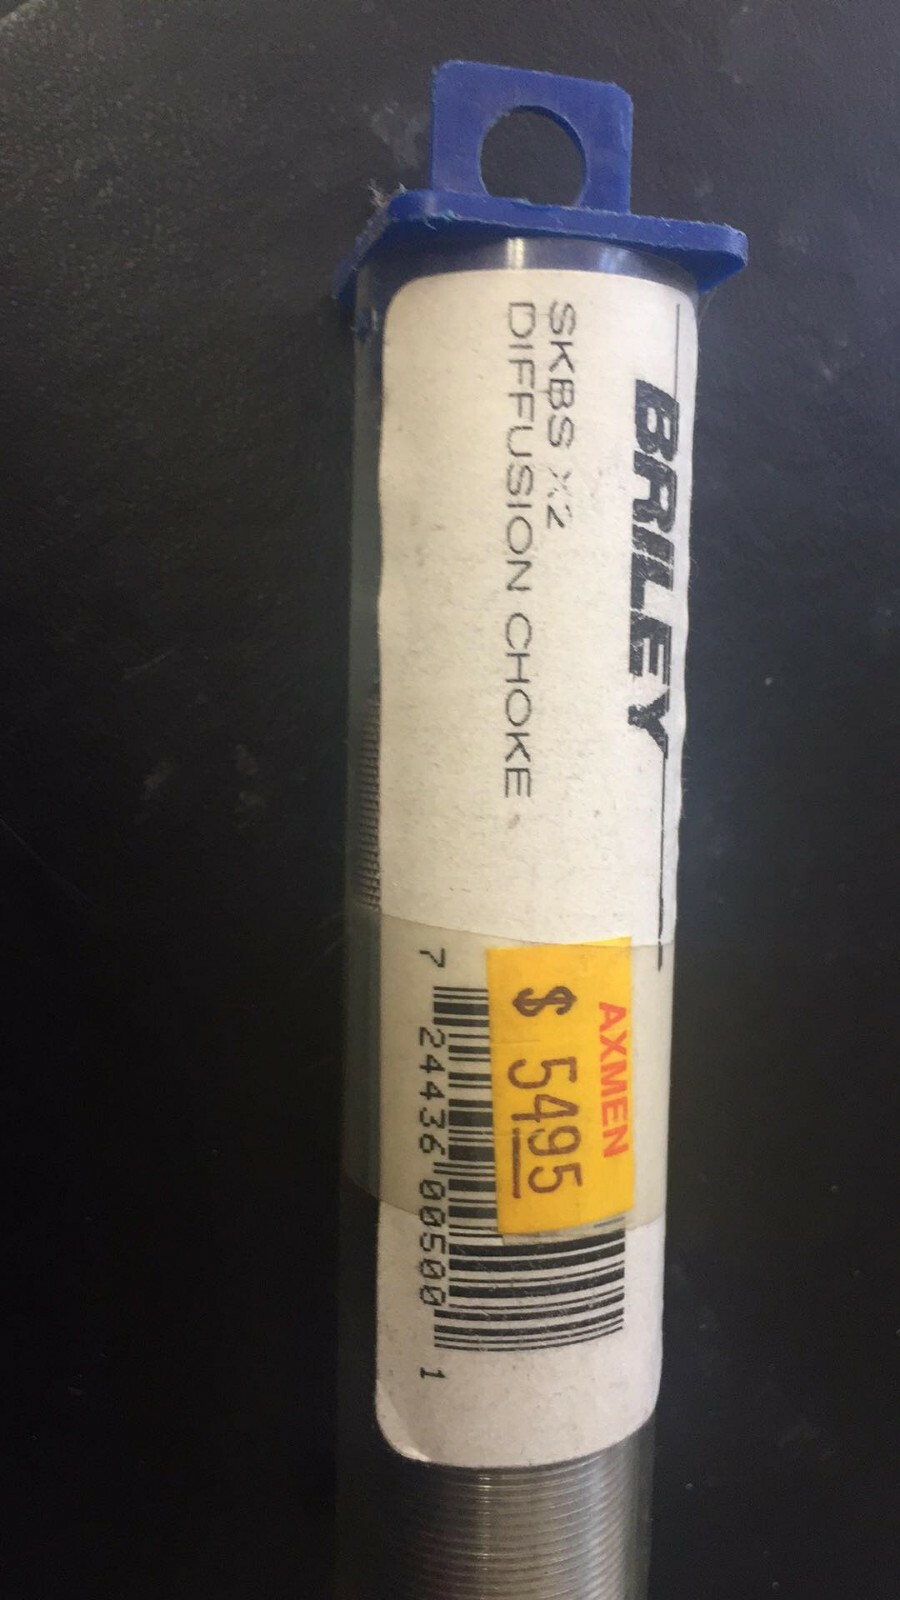 BRILEY
SKBS X2
DIFFUSION CHOKE
AXMEN
$ 5495
7 24436 00500 1